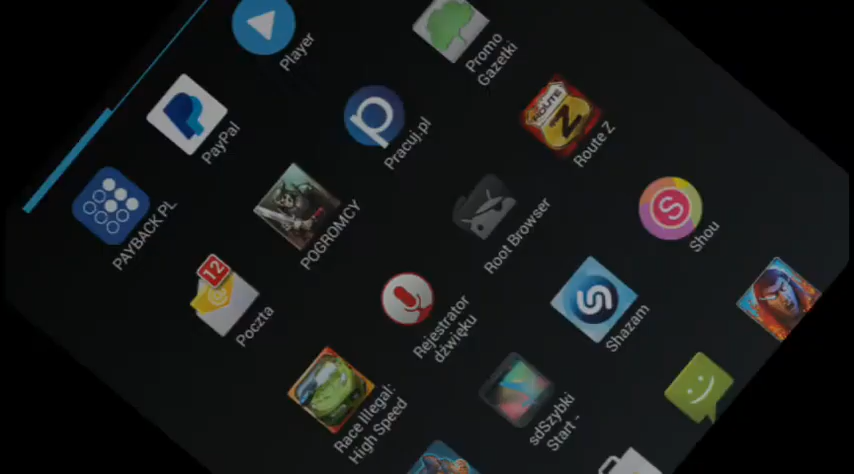 PAYBACK PL
PayPal
Player
Poczta
12
POGROMCY
Pracuj.pl
Promo
Gazetki
Race Illegal:
High Speed
Rejestrator
dźwięku
Root Browser
ROUTE
Z
Route Z
sdSzybki
Start -
Shazam
S
Shou